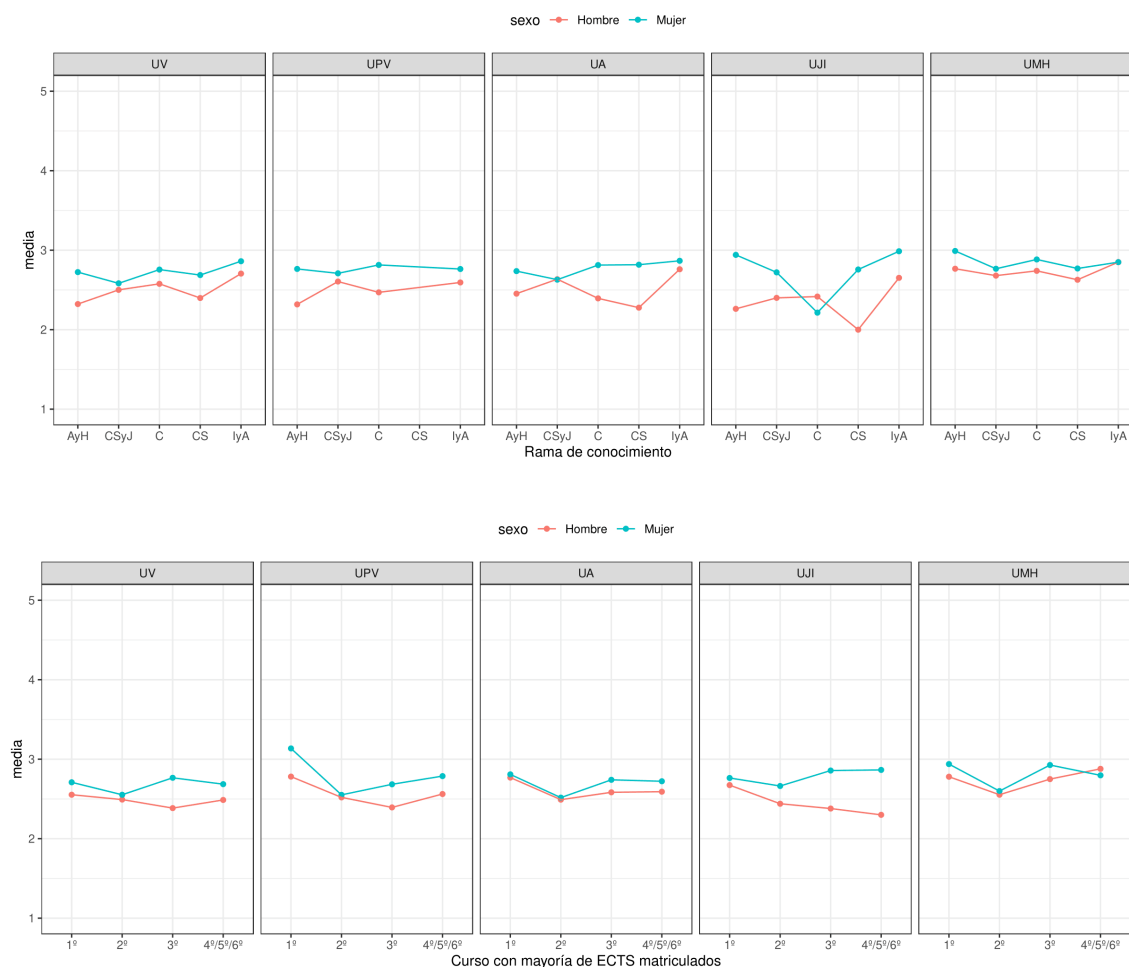 sexo Hombre Mujer
UV UPV UA UJI UMH
5
4
3
2
1
media
AyH CSyJ C CS IyA AyH CSyJ C CS IyA AyH CSyJ C CS IyA AyH CSyJ C CS IyA AyH CSyJ C CS IyA
Rama de conocimiento
sexo Hombre Mujer
UV UPV UA UJI UMH
5
4
3
2
1
media
1º 2º 3º 4º/5º/6º 1º 2º 3º 4º/5º/6º 1º 2º 3º 4º/5º/6º 1º 2º 3º 4º/5º/6º 1º 2º 3º 4º/5º/6º
Curso con mayoría de ECTS matriculados